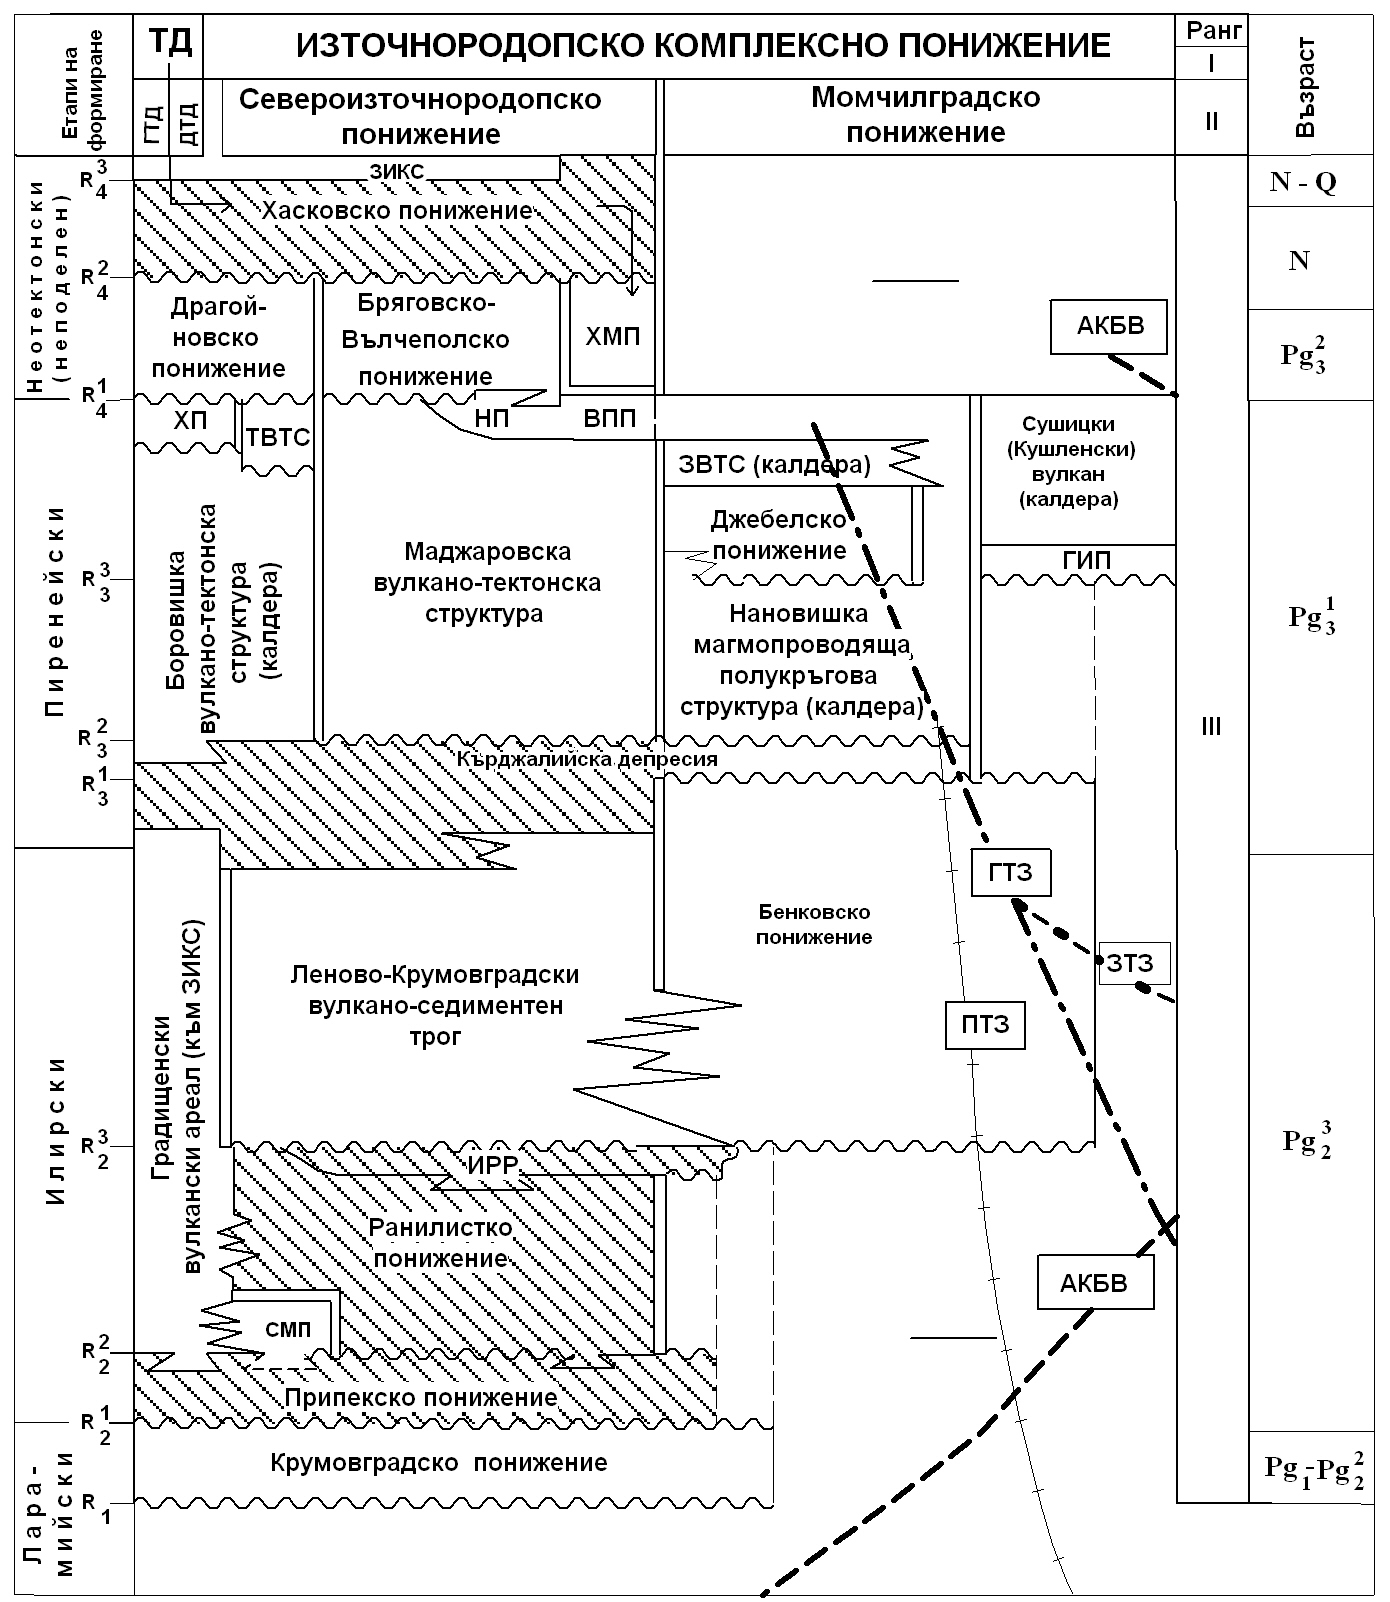 Етапи на
формиране
ТД
ИЗТОЧНОРОДОПСКО КОМПЛЕКСНО ПОНИЖЕНИЕ
Ранг
I
Възраст
ГТД
ДТД
Североизточнородопско
понижение
Момчилградско
понижение
II
Неотектонски
(неподелен)
R 3 4
ЗИКС
N - Q
Хасковско понижение
R 2 4
N
Драгой-
новско
понижение
Бряговско-
Вълчеполско
понижение
ХМП
АКБВ
Pg 2 3
R 1 4
Пиренейски
ХП
ТВТС
НП
ВПП
ЗВТС (калдера)
Сушицки
(Кушленски)
вулкан
(калдера)
Боровишка
вулкано-тектонска
структура
(калдера)
Маджаровска
вулкано-тектонска
структура
Джебелско
понижение
ГИП
R 3 3
Нановишка
магмопроводяща
полукръгова
структура (калдера)
Pg 1 3
III
R 2 3
Кърджалийска депресия
R 1 3
Илирски
Градищенски
вулкански ареал (към ЗИКС)
ГТЗ
Бенковско
понижение
Леново-Крумовградски
вулкано-седиментен
трог
ЗТЗ
ПТЗ
R 3 2
Pg 3 2
ИРР
Ранилистко
понижение
АКБВ
СМП
R 2 2
Припекско понижение
R 1 2
Лара-
мийски
Крумовградско понижение
Pg 1 -Pg 2 2
R 1